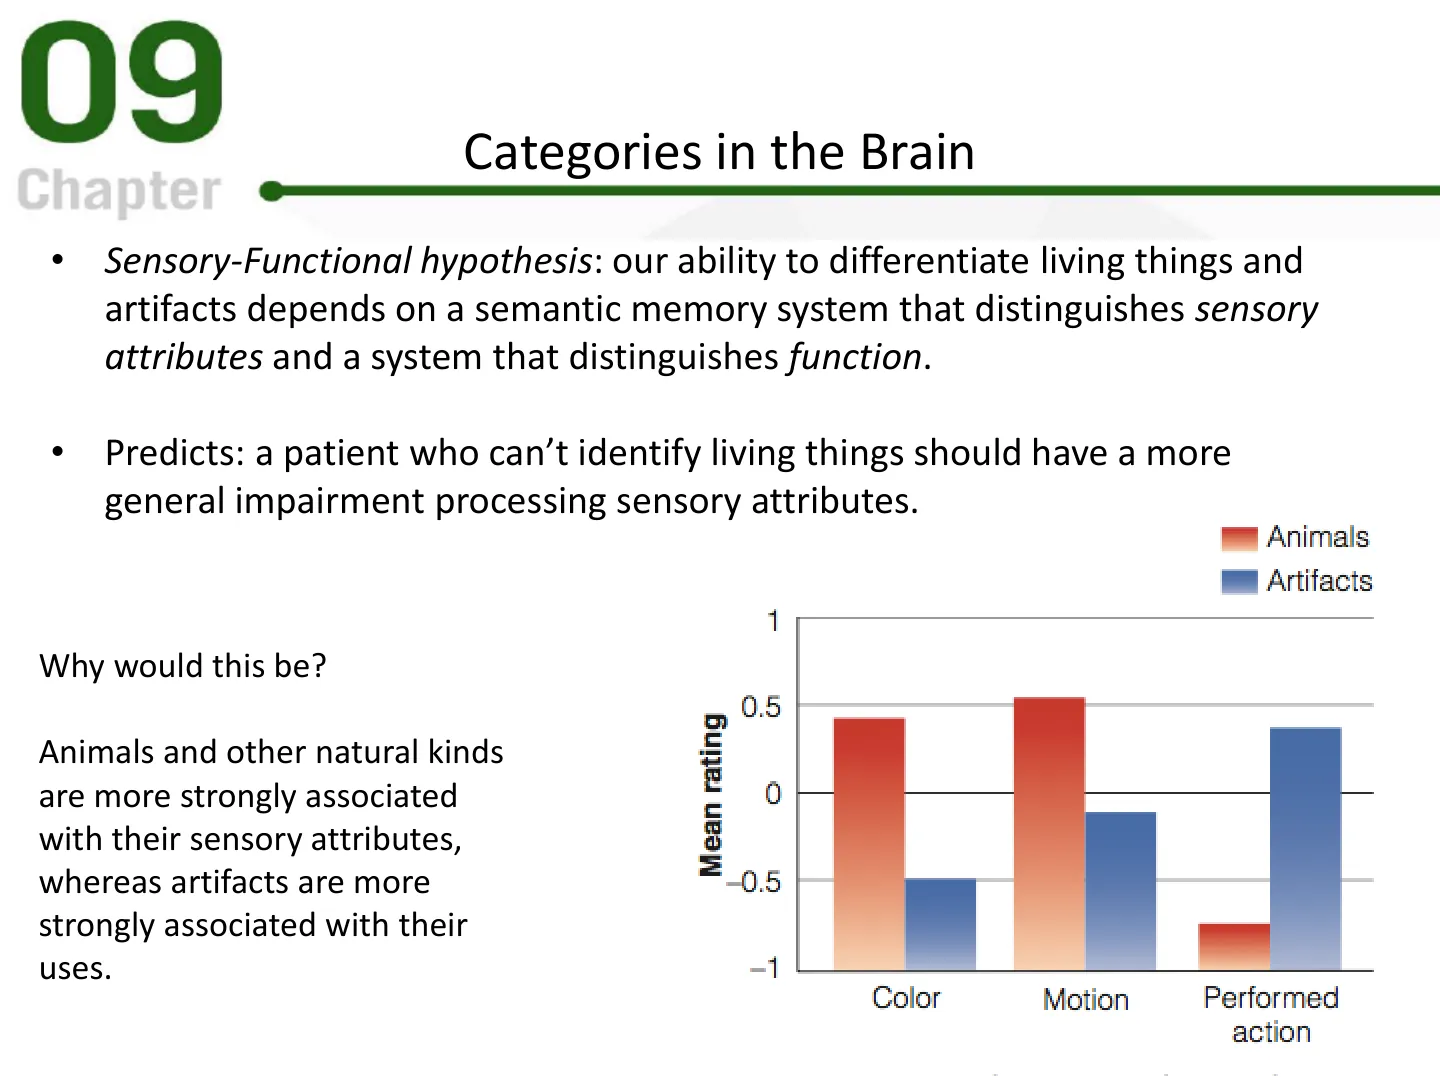 09
Chapter
Categories in the Brain
• Sensory-Functional hypothesis: our ability to differentiate living things and
artifacts depends on a semantic memory system that distinguishes sensory
attributes and a system that distinguishes function.
• Predicts: a patient who can’t identify living things should have a more
general impairment processing sensory attributes.
Why would this be?
Animals and other natural kinds
are more strongly associated
with their sensory attributes,
whereas artifacts are more
strongly associated with their
uses.
Animals
Artifacts
Mean rating
1
0.5
0
–0.5
–1
Color
Motion
Performed
action